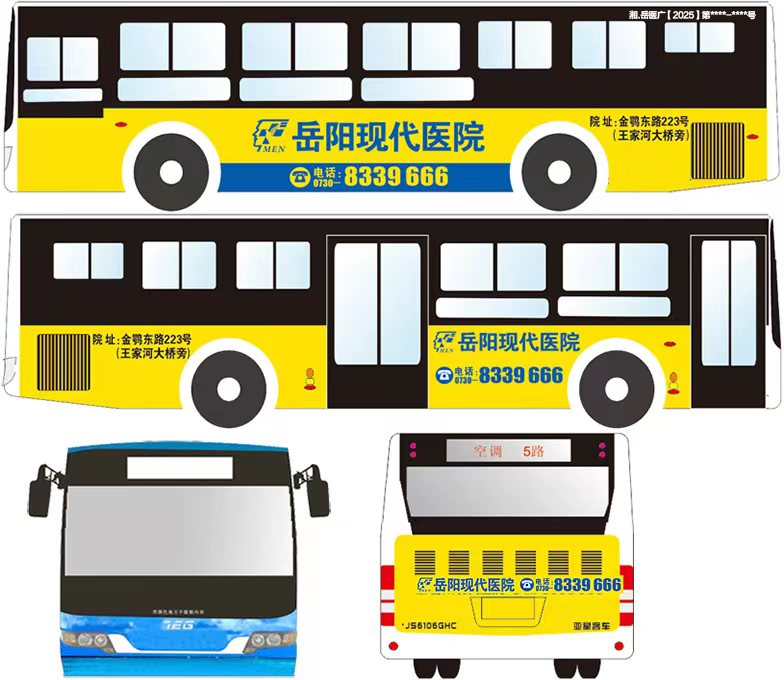 湘.岳医广【2025】第****-****号
MEN 岳阳现代医院
电话:
0730— 8339 666
院 址:金鹗东路223号
(王家河大桥旁)
院 址:金鹗东路223号
(王家河大桥旁)
MEN 岳阳现代医院
电话:
0730— 8339 666
空调 5路
TEG
岳阳现代医院 电话:
0730— 8339 666
·JS6106GHC 亚星客车